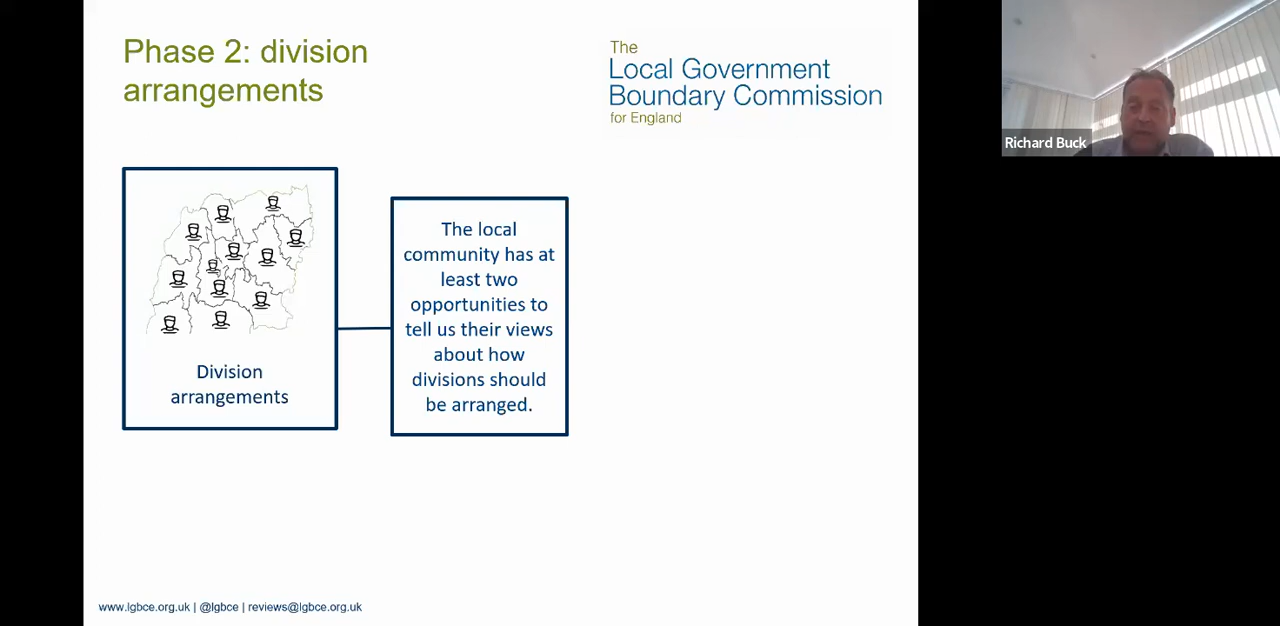 Phase 2: division
arrangements
The
Local Government
Boundary Commission
for England
Richard Buck
Division
arrangements
The local
community has at
least two
opportunities to
tell us their views
about how
divisions should
be arranged.
www.lgbce.org.uk | @lgbce | reviews@lgbce.org.uk